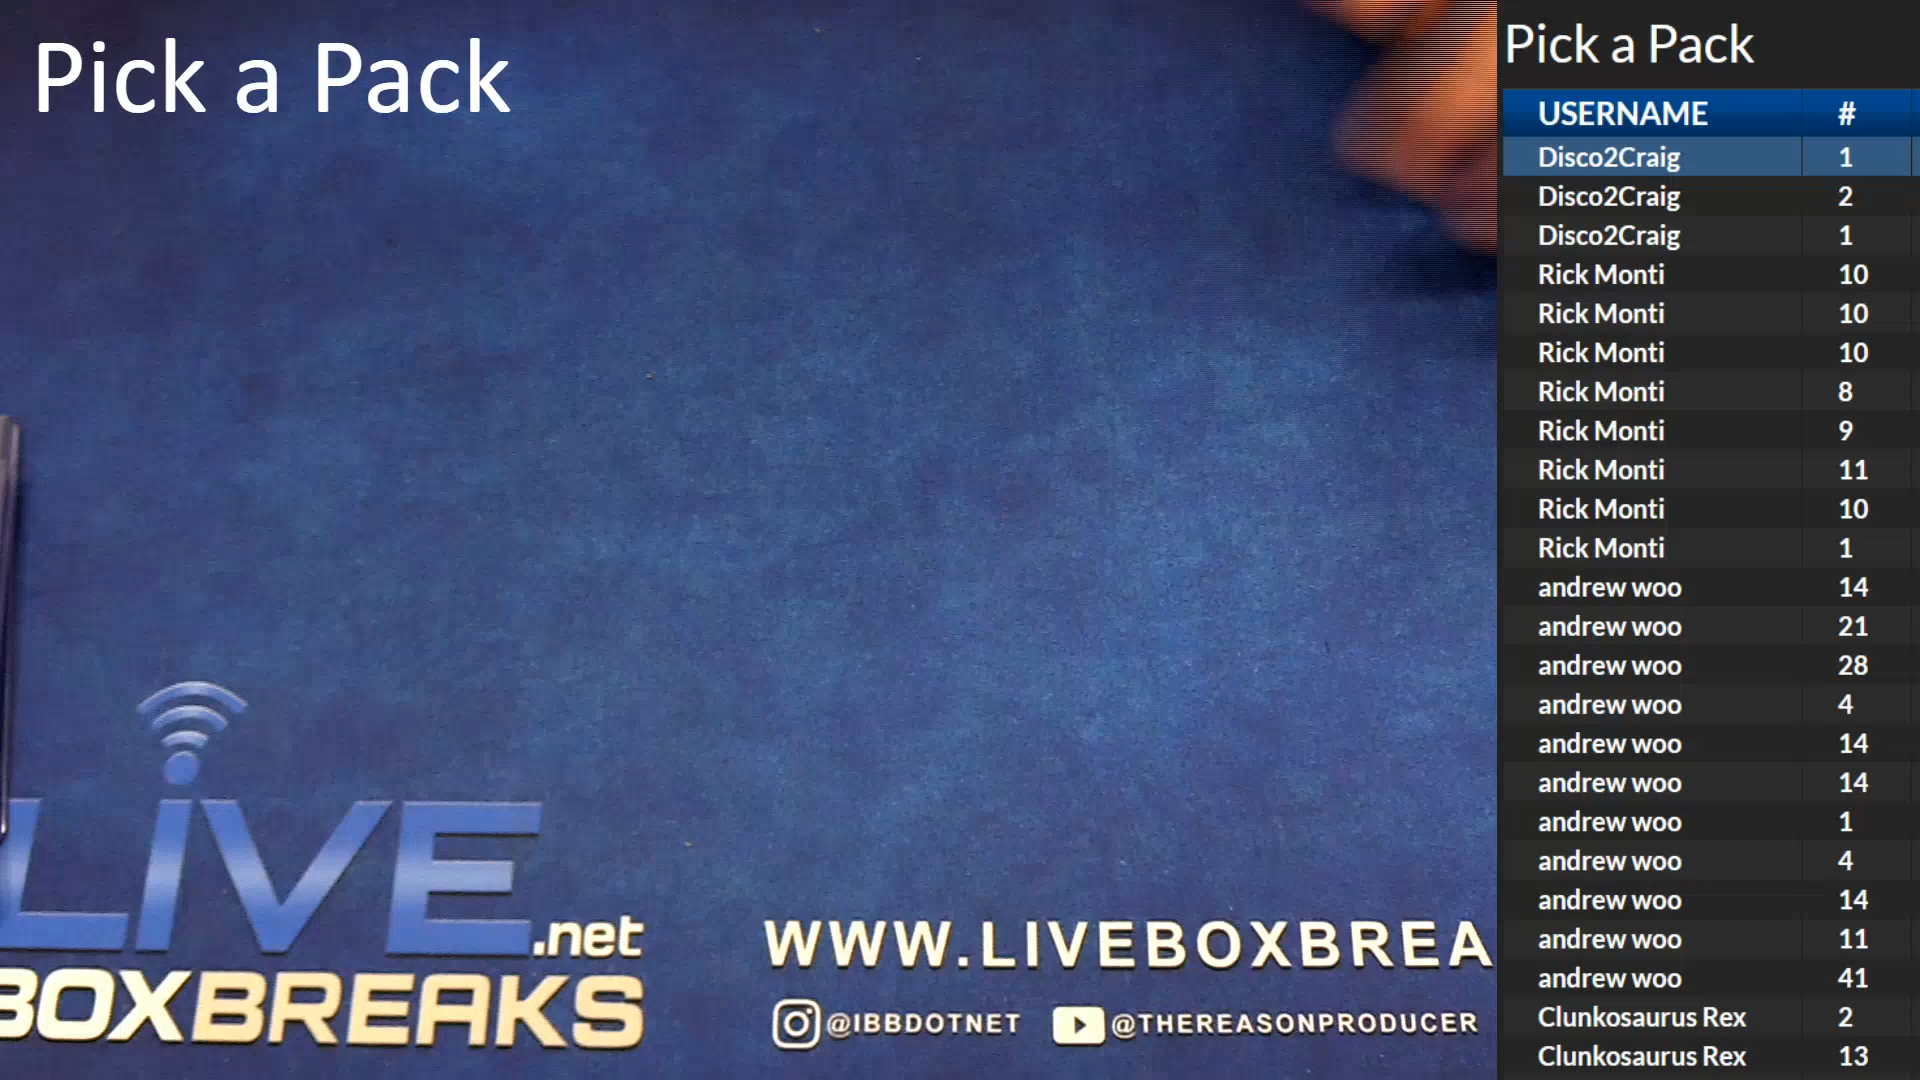 Pick a Pack
LIVE
.net
BOXBREAKS
WWW.LIVEBOXBREA
@IBBDOTNET
@THEREASONPRODUCER
Pick a Pack
USERNAME #
Disco2Craig 1
Disco2Craig 2
Disco2Craig 1
Rick Monti 10
Rick Monti 10
Rick Monti 10
Rick Monti 8
Rick Monti 9
Rick Monti 11
Rick Monti 10
Rick Monti 1
andrew woo 14
andrew woo 21
andrew woo 28
andrew woo 4
andrew woo 14
andrew woo 14
andrew woo 1
andrew woo 4
andrew woo 14
andrew woo 11
andrew woo 41
Clunkosaurus Rex 2
Clunkosaurus Rex 13